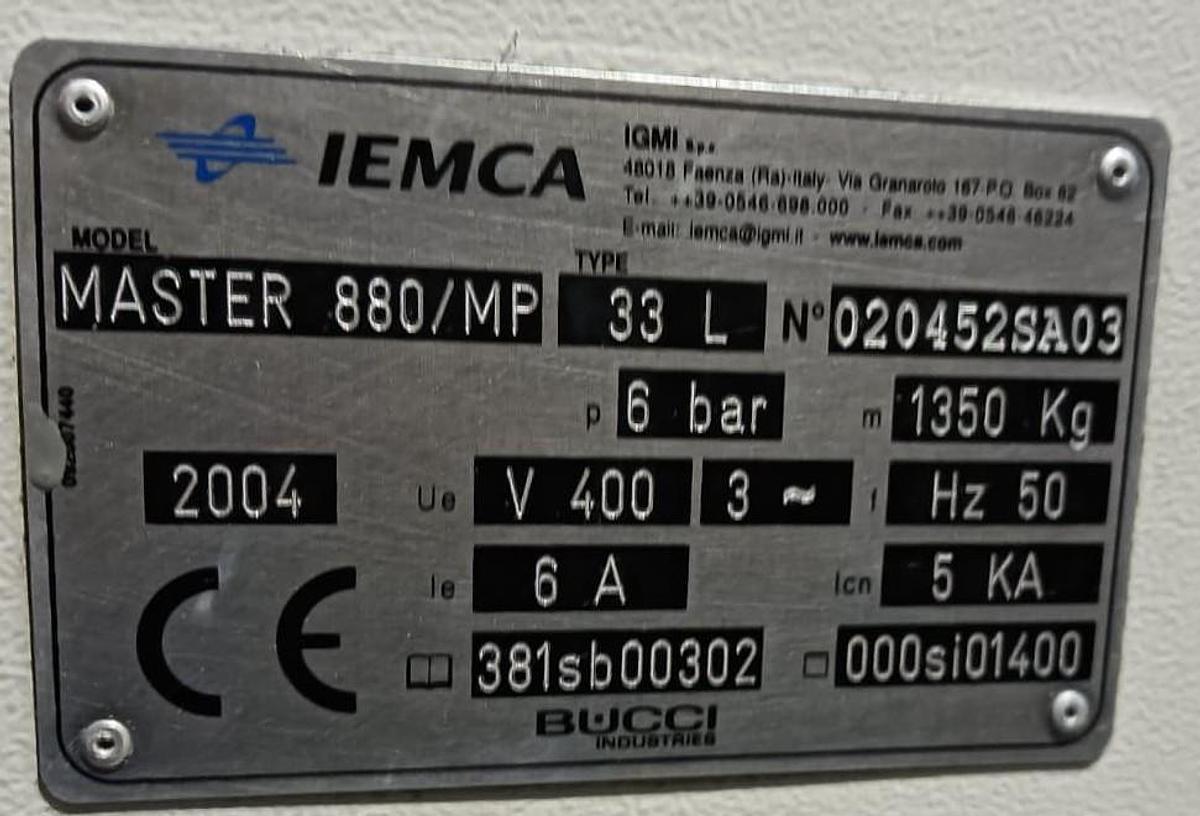 IEMCA
IGMI s.p.a
48018 Faenza (Ra)-Italy- Via Granarolo 167-P.O. Box 62
Tel. ++39-0546-698.000 - Fax ++39-0546-46224
E-mail: iemca@igmi.it - www.iemca.com
MODEL TYPE
MASTER 880/MP 33 L N° 020452SA03
p 6 bar m 1350 Kg
2004 Ue V 400 3 ~ f Hz 50
CE Ie 6 A Icn 5 KA
381sb00302 000si01400
BUCCI
INDUSTRIES